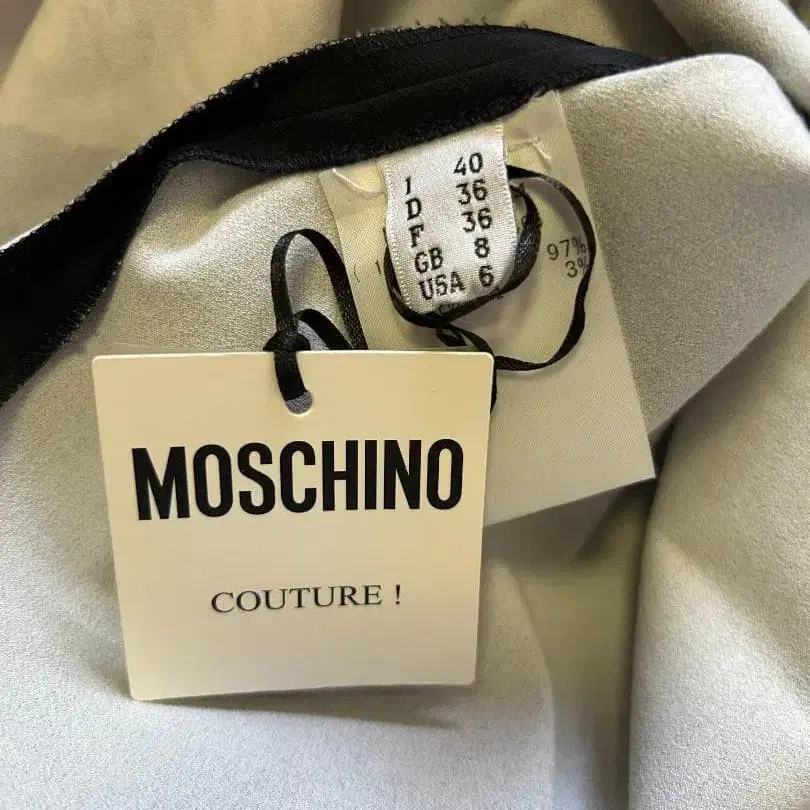 I 40
D 36
F 36
GB 8
USA 6
97%
3%
MOSCHINO
COUTURE !